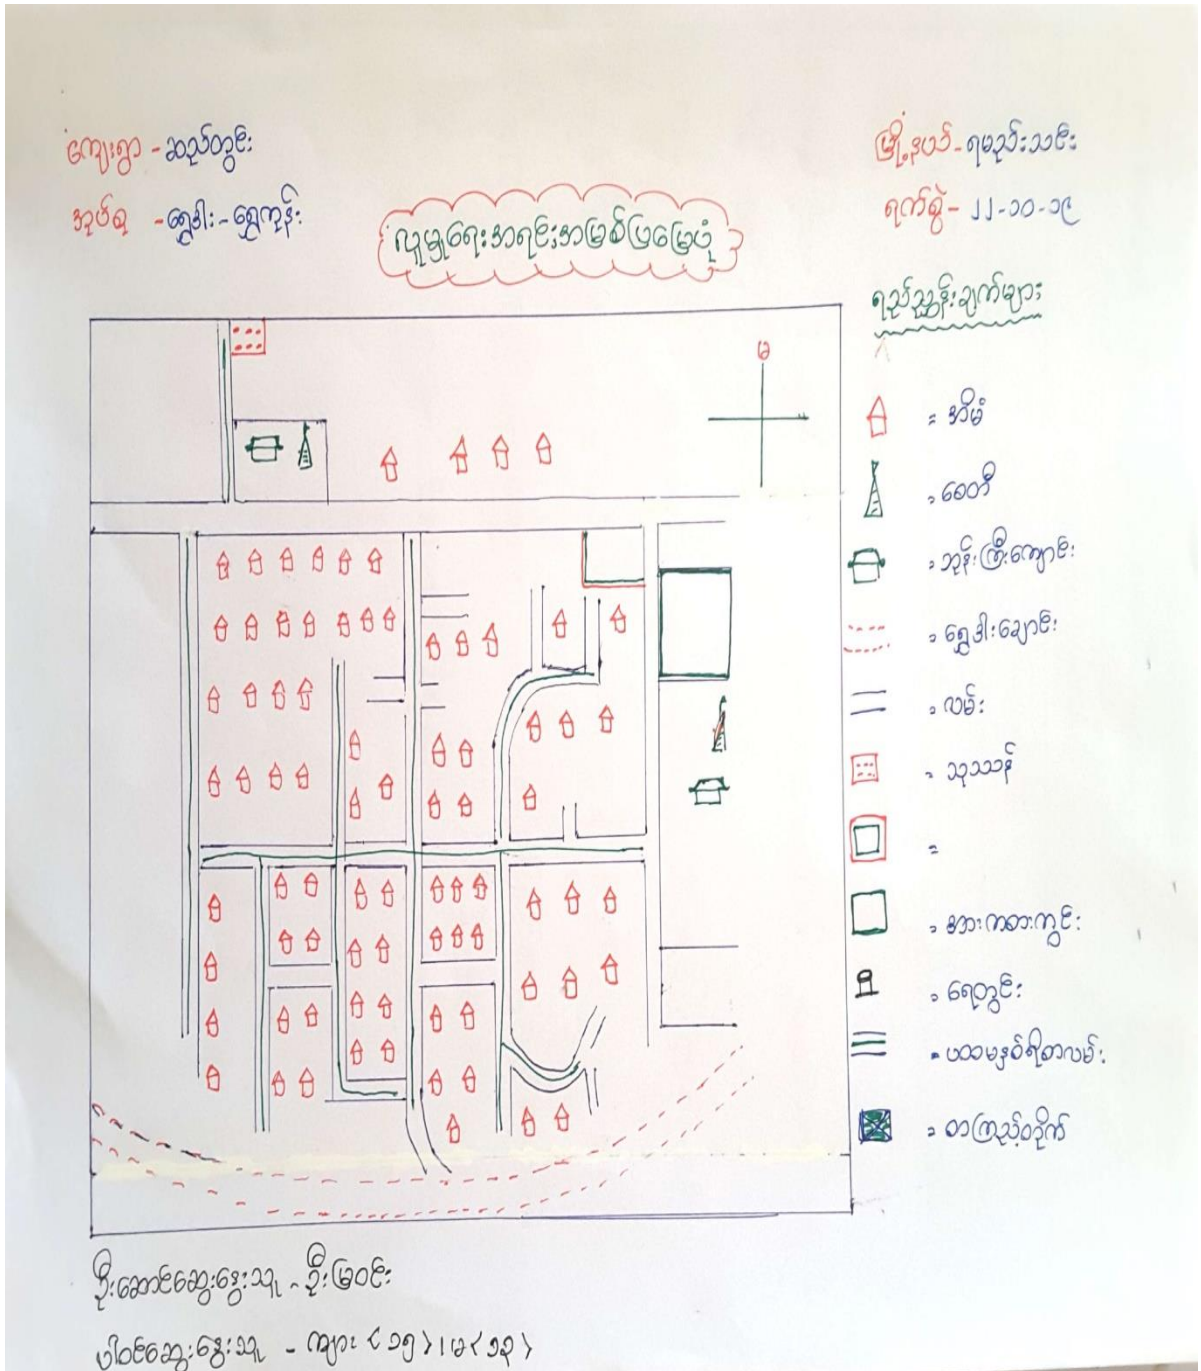 ကျေးရွာ - ဆည်တွင်း
မြို့နယ် - ရမည်းသင်း
အုပ်စု - ရွှေဒါး - ရွှေကုန်း
ရက်စွဲ - ၂၂-၁၀-၁၉
လူမှုရေးအရင်းအမြစ်ပြမြေပုံ
ရည်ညွှန်းချက်များ
မ
= အိမ်
= စေတီ
= ဘုန်းကြီးကျောင်း
= ရွှေဒါးချောင်း
= လမ်း
= သုဿန်
=
= အားကစားကွင်း
= ရေတွင်း
= ပထမနှစ်ရိတာလမ်း
= စာကြည့်တိုက်
ဦးဆောင်ဆွေးနွေးသူ - ဦးမြဝင်း
ပါဝင်ဆွေးနွေးသူ - ကျား <၁၅> ၊ မ <၁၃>